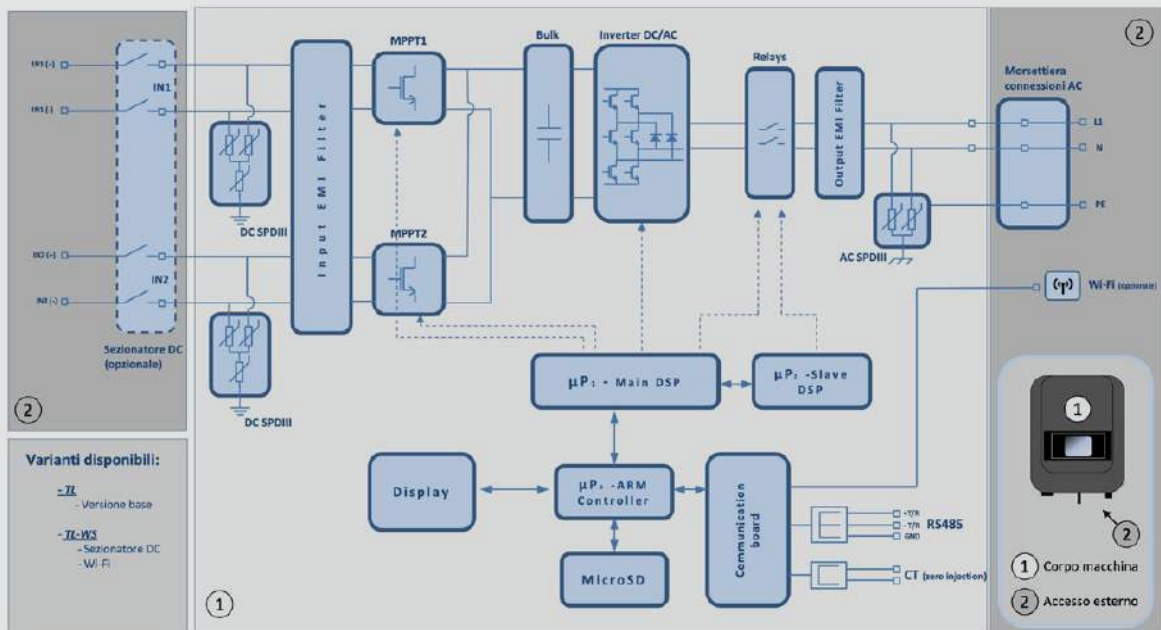 2
IN1
IN2
Sezionatore DC
(opzionale)
2
Varianti disponibili:
- TL
- Versione base
- TL-WS
- Sezionatore DC
- Wi-Fi
1
DC SPDIII
DC SPDIII
Input EMI Filter
MPPT1
MPPT2
Bulk
Inverter DC/AC
Relays
Output EMI Filter
AC SPDIII
Morsettiera
connessioni AC
L1
N
PE
Wi-Fi (opzionale)
µP₁ - Main DSP
µP₂ -Slave
DSP
Display
-ARM
Controller
MicroSD
Communication
board
-T/R
GND
RS485
CT (zero injection)
1
2
1 Corpo macchina
2 Accesso esterno